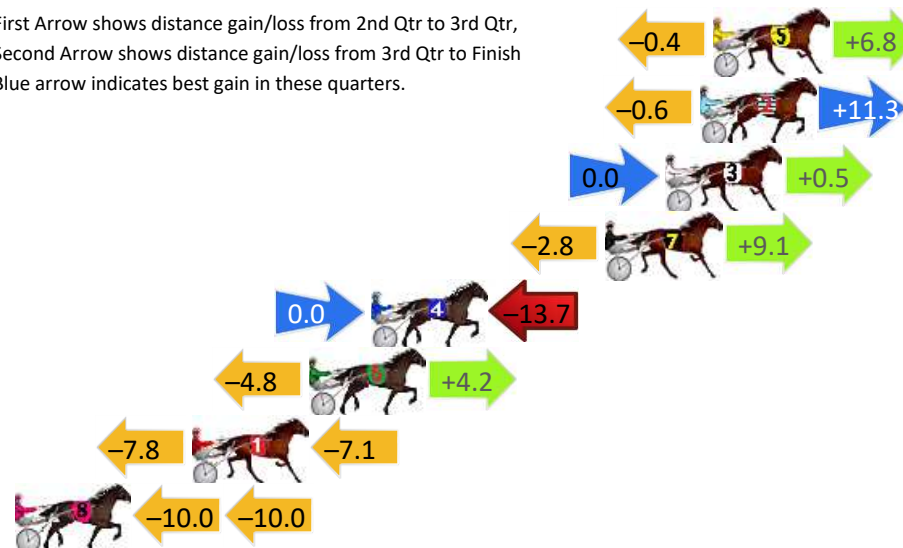 First Arrow shows distance gain/loss from 2nd Qtr to 3rd Qtr,
Second Arrow shows distance gain/loss from 3rd Qtr to Finish
Blue arrow indicates best gain in these quarters.
–0.4 5 +6.8
–0.6 2 +11.3
0.0 3 +0.5
–2.8 7 +9.1
0.0 4 –13.7
–4.8 6 +4.2
–7.8 1 –7.1
8 –10.0 –10.0